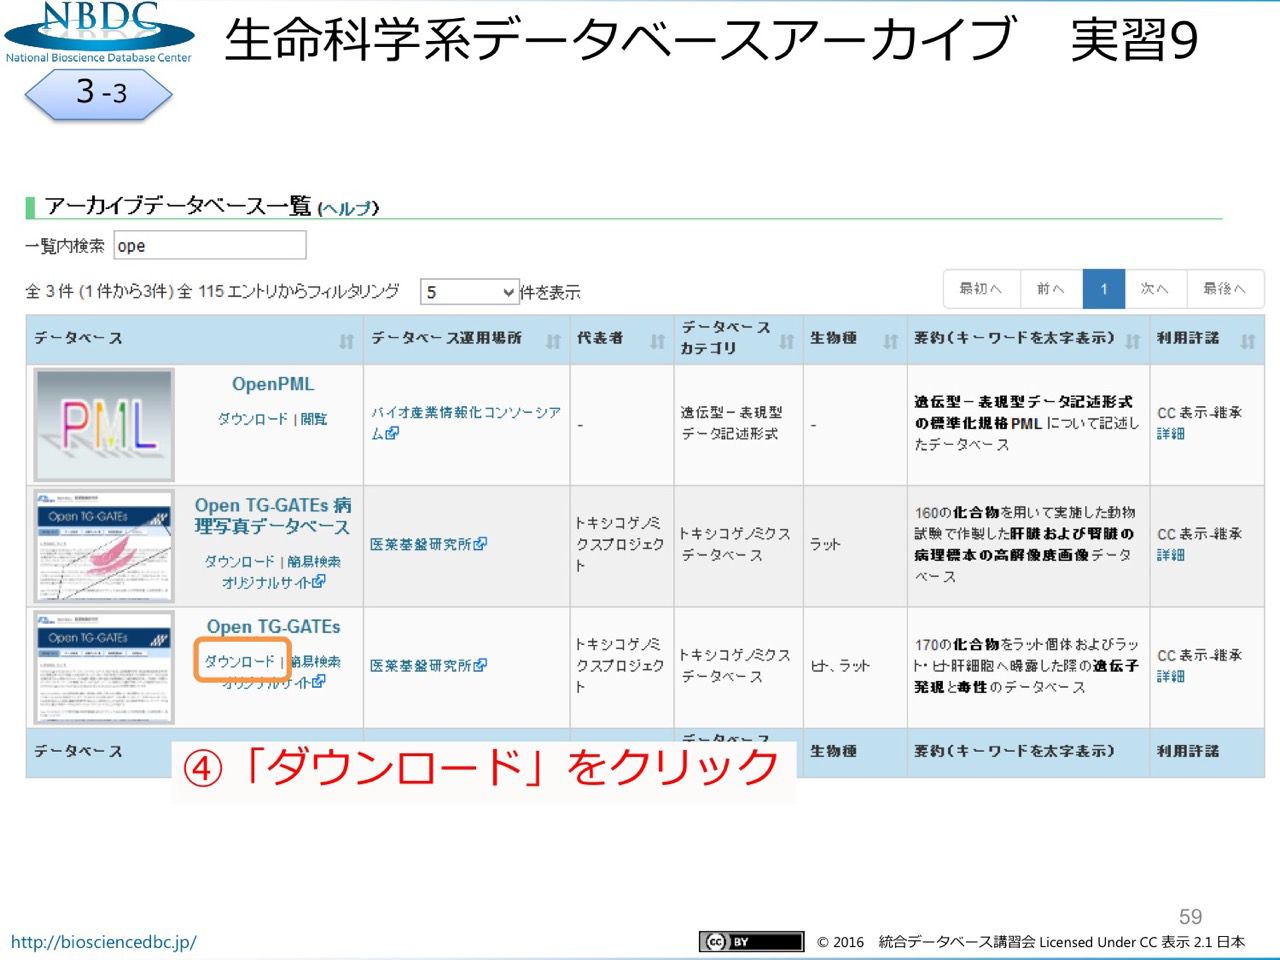 NBDC
National Bioscience Database Center
生命科学系データベースアーカイブ 実習9
3-3
アーカイブデータベース一覧 (ヘルプ)
一覧内検索 ope
全 3 件 (1 件から3件) 全 115 エントリからフィルタリング 5 件を表示
最初へ 前へ 1 次へ 最後へ
データベース データベース運用場所 代表者 データベース
カテゴリ 生物種 要約(キーワードを太字表示) 利用許諾
PML
OpenPML
ダウンロード | 閲覧
バイオ産業情報化コンソーシア
ム
-
遺伝型－表現型
データ記述形式
-
遺伝型－表現型データ記述形式
の標準化規格 PML について記述し
たデータベース
CC 表示-継承
詳細
Open TG-GATEs
Open TG-GATEs 病
理写真データベース
ダウンロード | 簡易検索
オリジナルサイト
医薬基盤研究所
トキシコゲノミ
クスプロジェク
ト
トキシコゲノミクス
データベース
ラット
160の化合物を用いて実施した動物
試験で作製した肝臓および腎臓の
病理標本の高解像度画像データ
ベース
CC 表示-継承
詳細
Open TG-GATEs
Open TG-GATEs
ダウンロード | 簡易検索
オリジナルサイト
医薬基盤研究所
トキシコゲノミ
クスプロジェク
ト
トキシコゲノミクス
データベース
ヒト、ラット
170の化合物をラット個体およびラッ
ト・ヒト肝細胞へ曝露した際の遺伝子
発現と毒性のデータベース
CC 表示-継承
詳細
データベース データベース 生物種 要約(キーワードを太字表示) 利用許諾
④「ダウンロード」をクリック
59
http://biosciencedbc.jp/
cc BY © 2016 統合データベース講習会 Licensed Under CC 表示 2.1 日本